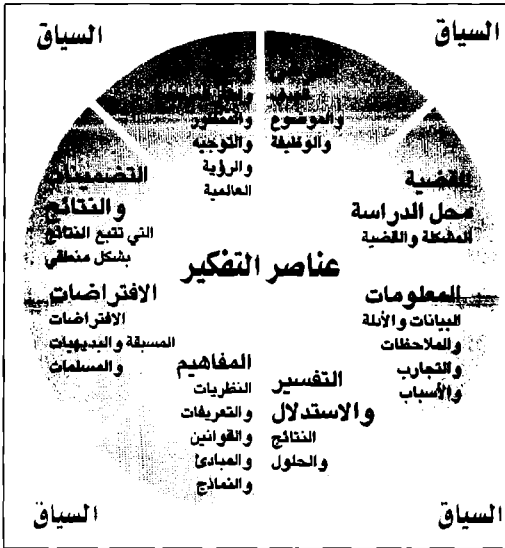 السياق
السياق
والموضوع
والوظيفة
والمنظور
والتوجيه
والرؤية
العالمية
القضية
محل الدراسة
المشكلة والقضية
التضمينات
والنتائج
التي تتبع النتائج
بشكل منطقي
عناصر التفكير
المعلومات
البيانات والأدلة
والملاحظات
والتجارب
والأسباب
الافتراضات
الافتراضات
المسبقة والبديهيات
والمسلمات
التفسير
والاستدلال
النتائج
والحلول
المفاهيم
النظريات
والتعريفات
والقوانين
والمبادئ
والنماذج
السياق
السياق